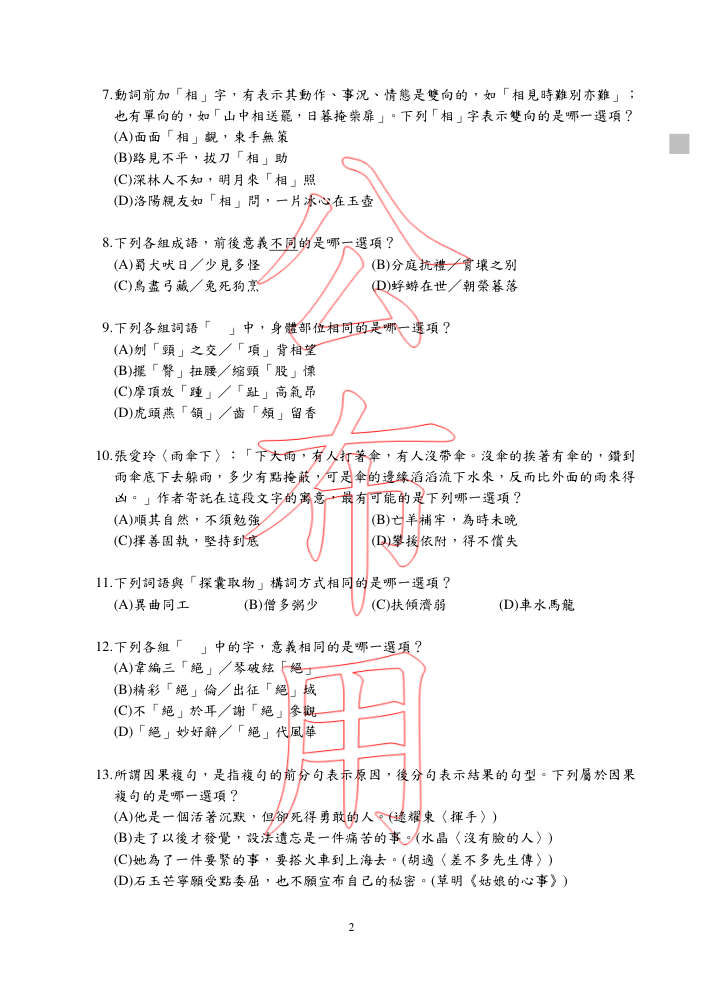 7.動詞前加「相」字，有表示其動作、事況、情態是雙向的，如「相見時難別亦難」；
也有單向的，如「山中相送罷，日暮掩柴扉」。下列「相」字表示雙向的是哪一選項？
(A)面面「相」覷，束手無策
(B)路見不平，拔刀「相」助
(C)深林人不知，明月來「相」照
(D)洛陽親友如「相」問，一片冰心在玉壺
8.下列各組成語，前後意義不同的是哪一選項？
(A)蜀犬吠日╱少見多怪 (B)分庭抗禮╱霄壤之別
(C)鳥盡弓藏╱兔死狗烹 (D)蜉蝣在世╱朝榮暮落
9.下列各組詞語「　」中，身體部位相同的是哪一選項？
(A)刎「頸」之交╱「項」背相望
(B)擺「臀」扭腰╱縮頸「股」慄
(C)摩頂放「踵」╱「趾」高氣昂
(D)虎頭燕「頷」╱齒「頰」留香
10.張愛玲〈雨傘下〉：「下大雨，有人打著傘，有人沒帶傘。沒傘的挨著有傘的，鑽到
雨傘底下去躲雨，多少有點掩蔽，可是傘的邊緣滔滔流下水來，反而比外面的雨來得
凶。」作者寄託在這段文字的寓意，最有可能的是下列哪一選項？
(A)順其自然，不須勉強 (B)亡羊補牢，為時未晚
(C)擇善固執，堅持到底 (D)攀援依附，得不償失
11.下列詞語與「探囊取物」構詞方式相同的是哪一選項？
(A)異曲同工 (B)僧多粥少 (C)扶傾濟弱 (D)車水馬龍
12.下列各組「　」中的字，意義相同的是哪一選項？
(A)韋編三「絕」╱琴破絃「絕」
(B)精彩「絕」倫╱出征「絕」域
(C)不「絕」於耳╱謝「絕」參觀
(D)「絕」妙好辭╱「絕」代風華
13.所謂因果複句，是指複句的前分句表示原因，後分句表示結果的句型。下列屬於因果
複句的是哪一選項？
(A)他是一個活著沉默，但卻死得勇敢的人。(逯耀東〈揮手〉)
(B)走了以後才發覺，設法遺忘是一件痛苦的事。(水晶〈沒有臉的人〉)
(C)她為了一件要緊的事，要搭火車到上海去。(胡適〈差不多先生傳〉)
(D)石玉芒寧願受點委屈，也不願宣布自己的秘密。(草明《姑娘的心事》)
公布用
2